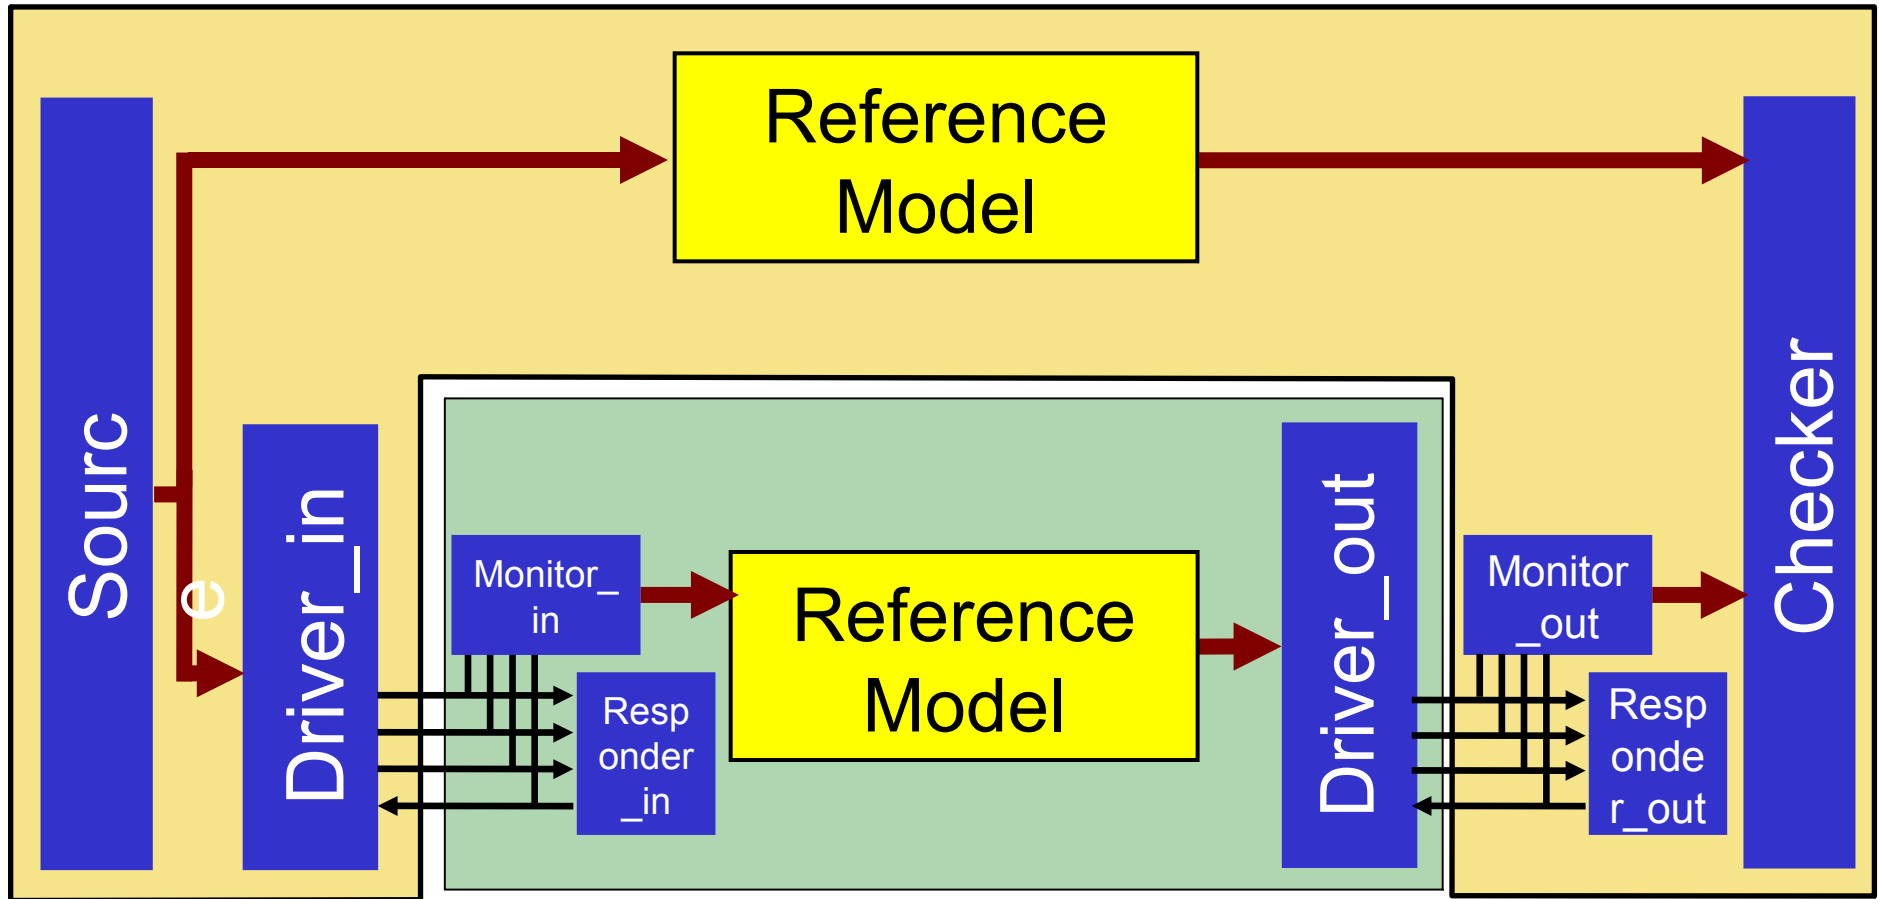 Reference
Model
Sourc
e
Driver_in
Monitor_
in
Resp
onder
_in
Reference
Model
Driver_out
Monitor
_out
Resp
onde
r_out
Checker